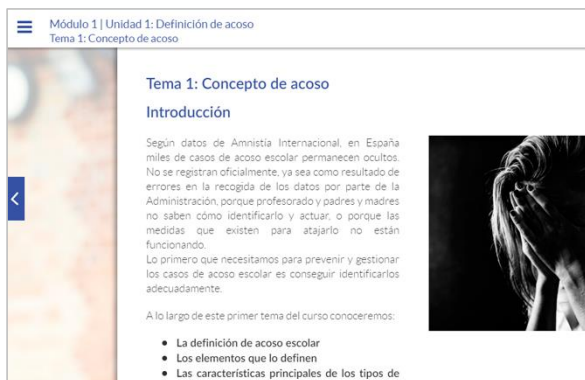 Módulo 1 | Unidad 1: Definición de acoso
Tema 1: Concepto de acoso
Tema 1: Concepto de acoso
Introducción
Según datos de Amnistía Internacional, en España
miles de casos de acoso escolar permanecen ocultos.
No se registran oficialmente, ya sea como resultado de
errores en la recogida de los datos por parte de la
Administración, porque profesorado y padres y madres
no saben cómo identificarlo y actuar, o porque las
medidas que existen para atajarlo no están
funcionando.
Lo primero que necesitamos para prevenir y gestionar
los casos de acoso escolar es conseguir identificarlos
adecuadamente.
A lo largo de este primer tema del curso conoceremos:
● La definición de acoso escolar
● Los elementos que lo definen
● Las características principales de los tipos de